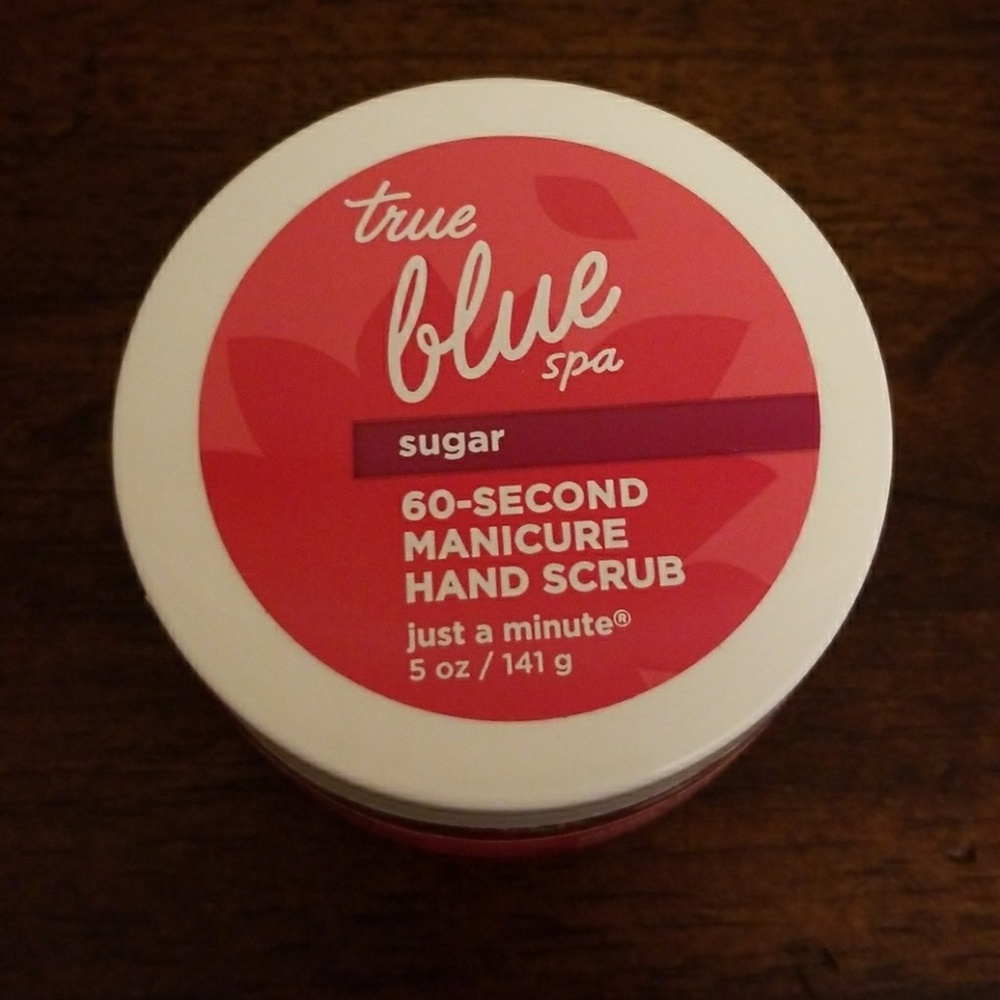 true
blue
spa
sugar
60-SECOND
MANICURE
HAND SCRUB
just a minute®
5 oz / 141 g